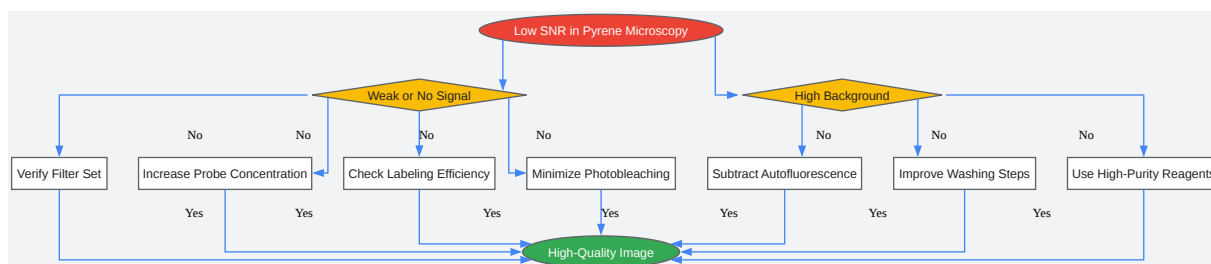 Low SNR in Pyrene Microscopy
Weak or No Signal
High Background
No
No
No
No
No
No
No
Verify Filter Set
Increase Probe Concentration
Check Labeling Efficiency
Minimize Photobleaching
Subtract Autofluorescence
Improve Washing Steps
Use High-Purity Reagents
Yes
Yes
Yes
Yes
Yes
Yes
Yes
High-Quality Image